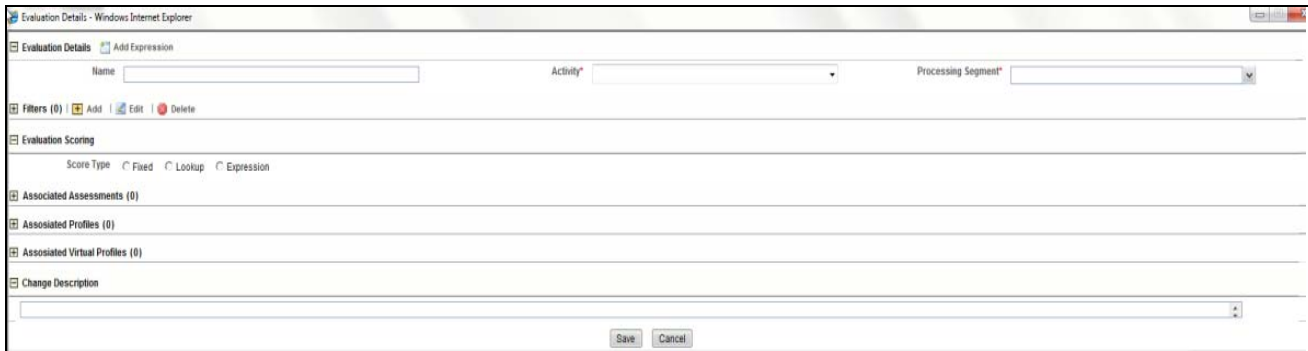 Evaluation Details - Windows Internet Explorer
Evaluation Details Add Expression
Name Activity* Processing Segment*
Filters (0) | Add | Edit | Delete
Evaluation Scoring
Score Type Fixed Lookup Expression
Associated Assessments (0)
Assosiated Profiles (0)
Assosiated Virtual Profiles (0)
Change Description
Save Cancel